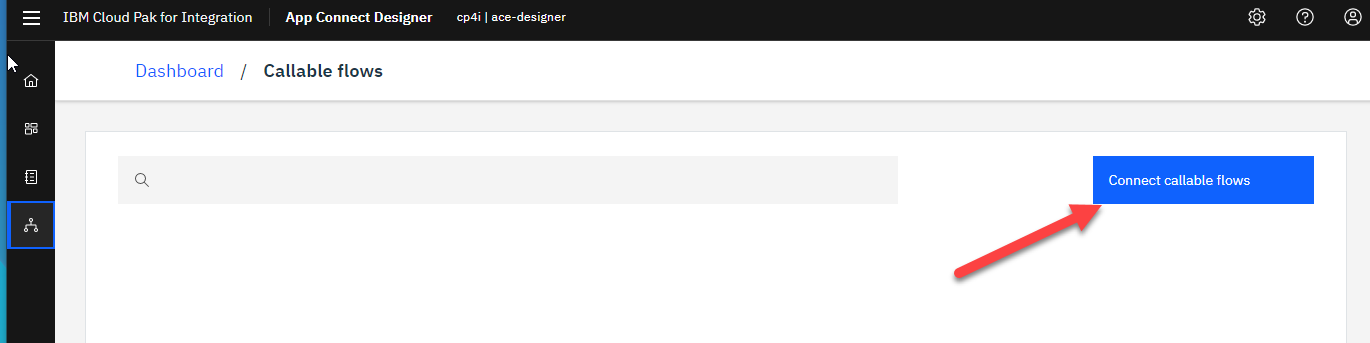 IBM Cloud Pak for Integration App Connect Designer cp4i | ace-designer
Dashboard / Callable flows
Connect callable flows